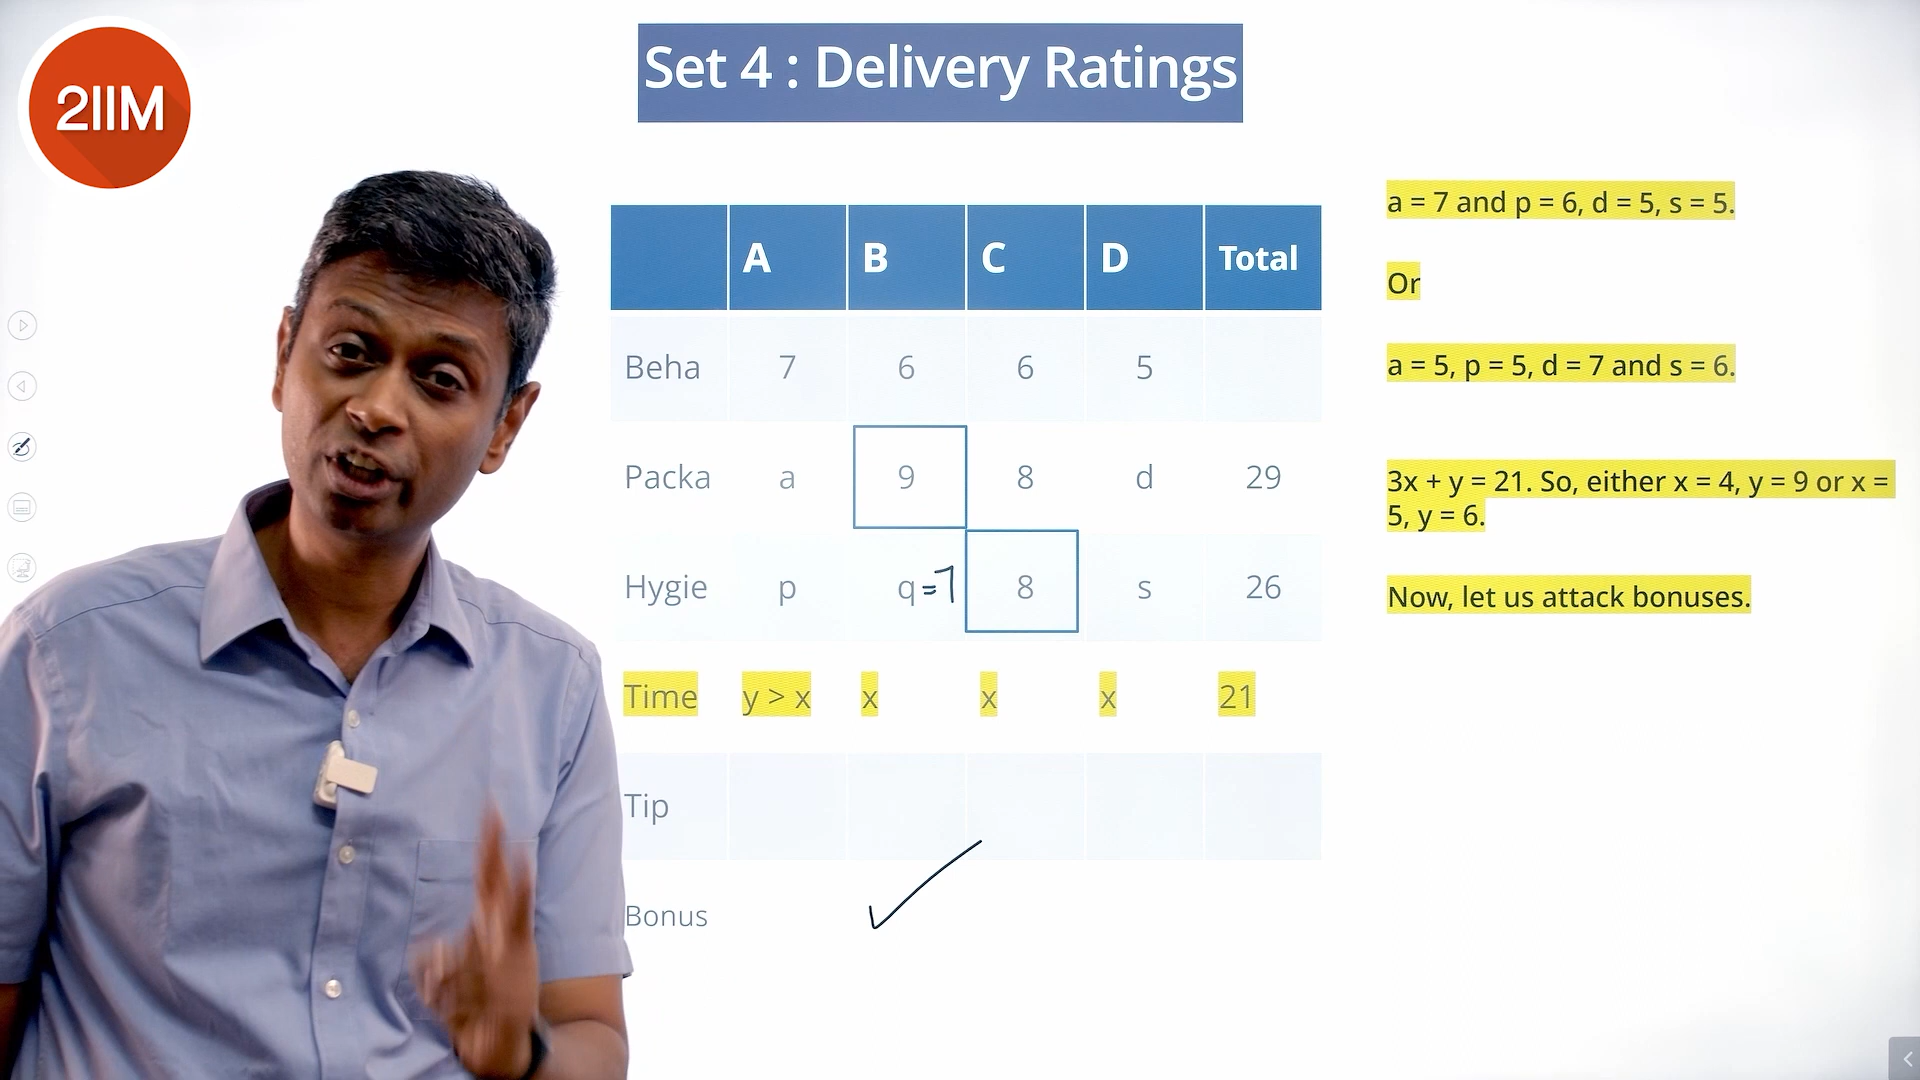 2IIM
Set 4 : Delivery Ratings
A B C D Total
Beha 7 6 6 5
Packa a 9 8 d 29
Hygie p q =7 8 s 26
Time y > x x x x 21
Tip
Bonus
a = 7 and p = 6, d = 5, s = 5.
Or
a = 5, p = 5, d = 7 and s = 6.
3x + y = 21. So, either x = 4, y = 9 or x =
5, y = 6.
Now, let us attack bonuses.